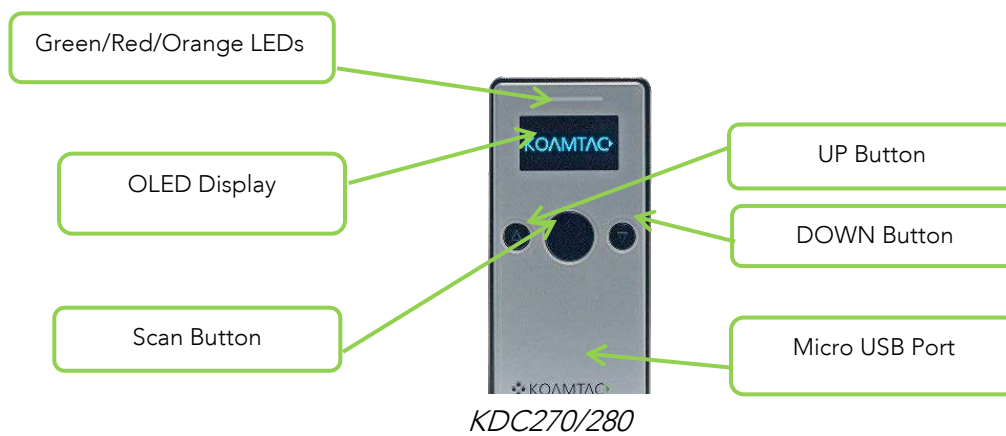 Green/Red/Orange LEDs
KOAMTAC
UP Button
OLED Display
DOWN Button
Scan Button
Micro USB Port
KOAMTAC
KDC270/280